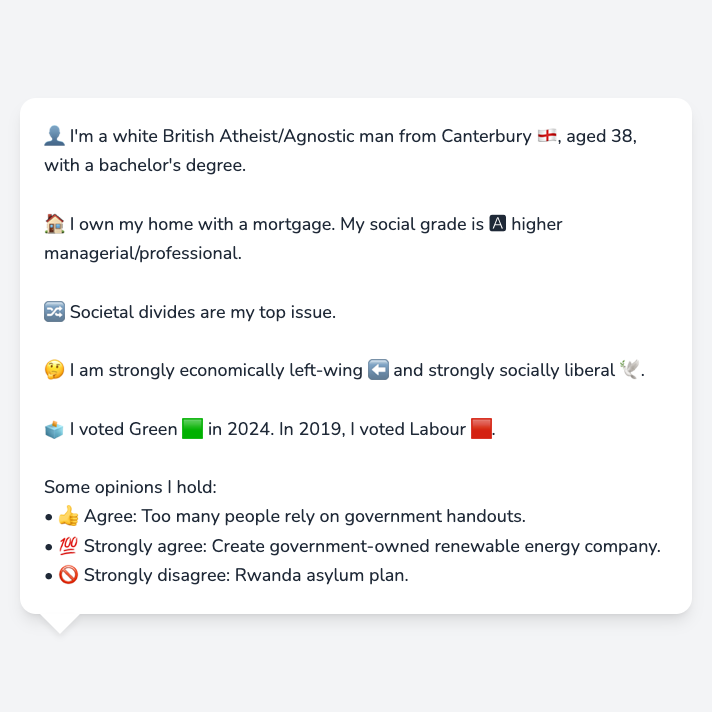 👤 I'm a white British Atheist/Agnostic man from Canterbury 🏴󠁧󠁢󠁥󠁮󠁧󠁿, aged 38,
with a bachelor's degree.
🏠 I own my home with a mortgage. My social grade is 🅰 higher
managerial/professional.
🔀 Societal divides are my top issue.
🤔 I am strongly economically left-wing ⬅️ and strongly socially liberal 🕊️.
🗳️ I voted Green 🟩 in 2024. In 2019, I voted Labour 🟥.
Some opinions I hold:
• 👍 Agree: Too many people rely on government handouts.
• 💯 Strongly agree: Create government-owned renewable energy company.
• 🚫 Strongly disagree: Rwanda asylum plan.